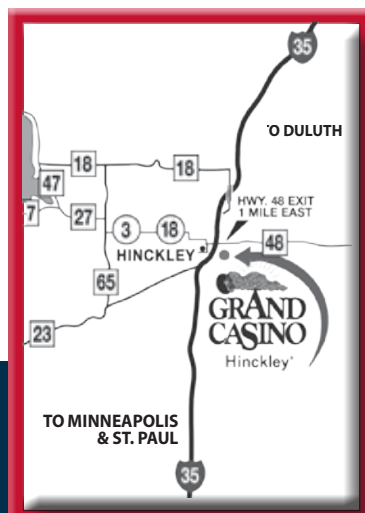 35
'O DULUTH
18
18
47
HWY. 48 EXIT
1 MILE EAST
7
27
3
18
48
HINCKLEY
65
GRAND
CASINO
Hinckley
23
TO MINNEAPOLIS
& ST. PAUL
35